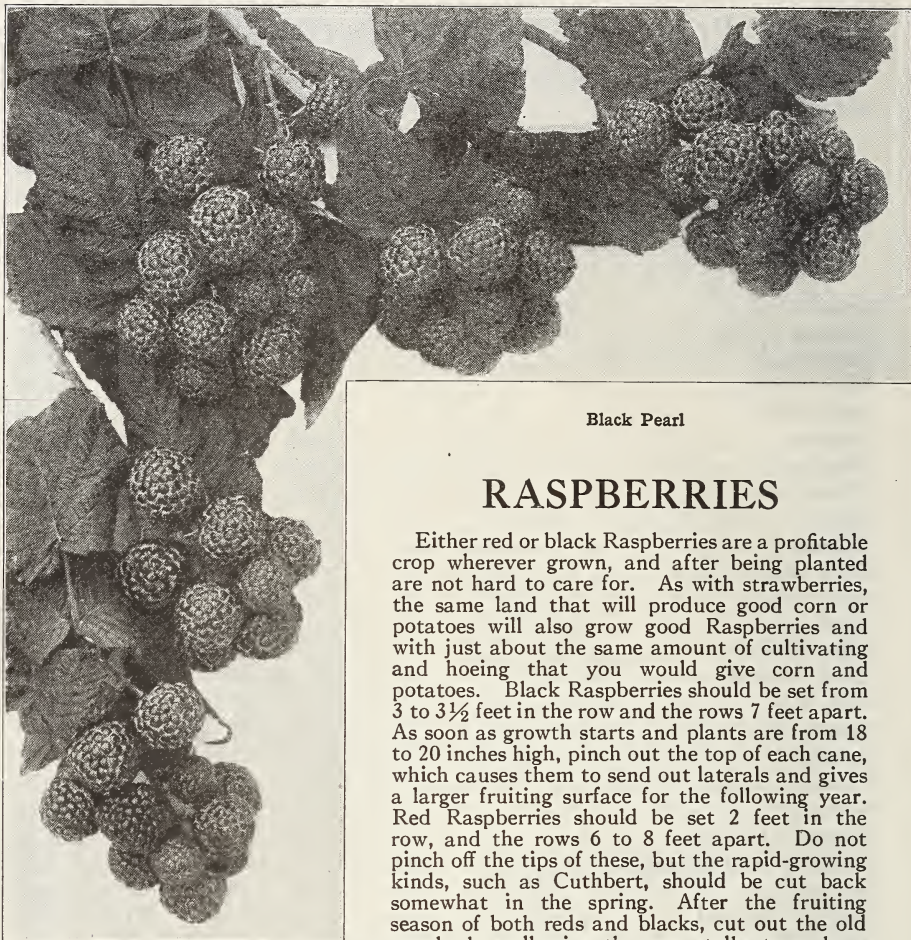 Black Pearl
RASPBERRIES
Either red or black Raspberries are a profitable
crop wherever grown, and after being planted
are not hard to care for. As with strawberries,
the same land that will produce good corn or
potatoes will also grow good Raspberries and
with just about the same amount of cultivating
and hoeing that you would give corn and
potatoes. Black Raspberries should be set from
3 to 3½ feet in the row and the rows 7 feet apart.
As soon as growth starts and plants are from 18
to 20 inches high, pinch out the top of each cane,
which causes them to send out laterals and gives
a larger fruiting surface for the following year.
Red Raspberries should be set 2 feet in the
row, and the rows 6 to 8 feet apart. Do not
pinch off the tips of these, but the rapid-growing
kinds, such as Cuthbert, should be cut back
somewhat in the spring. After the fruiting
season of both reds and blacks, cut out the old